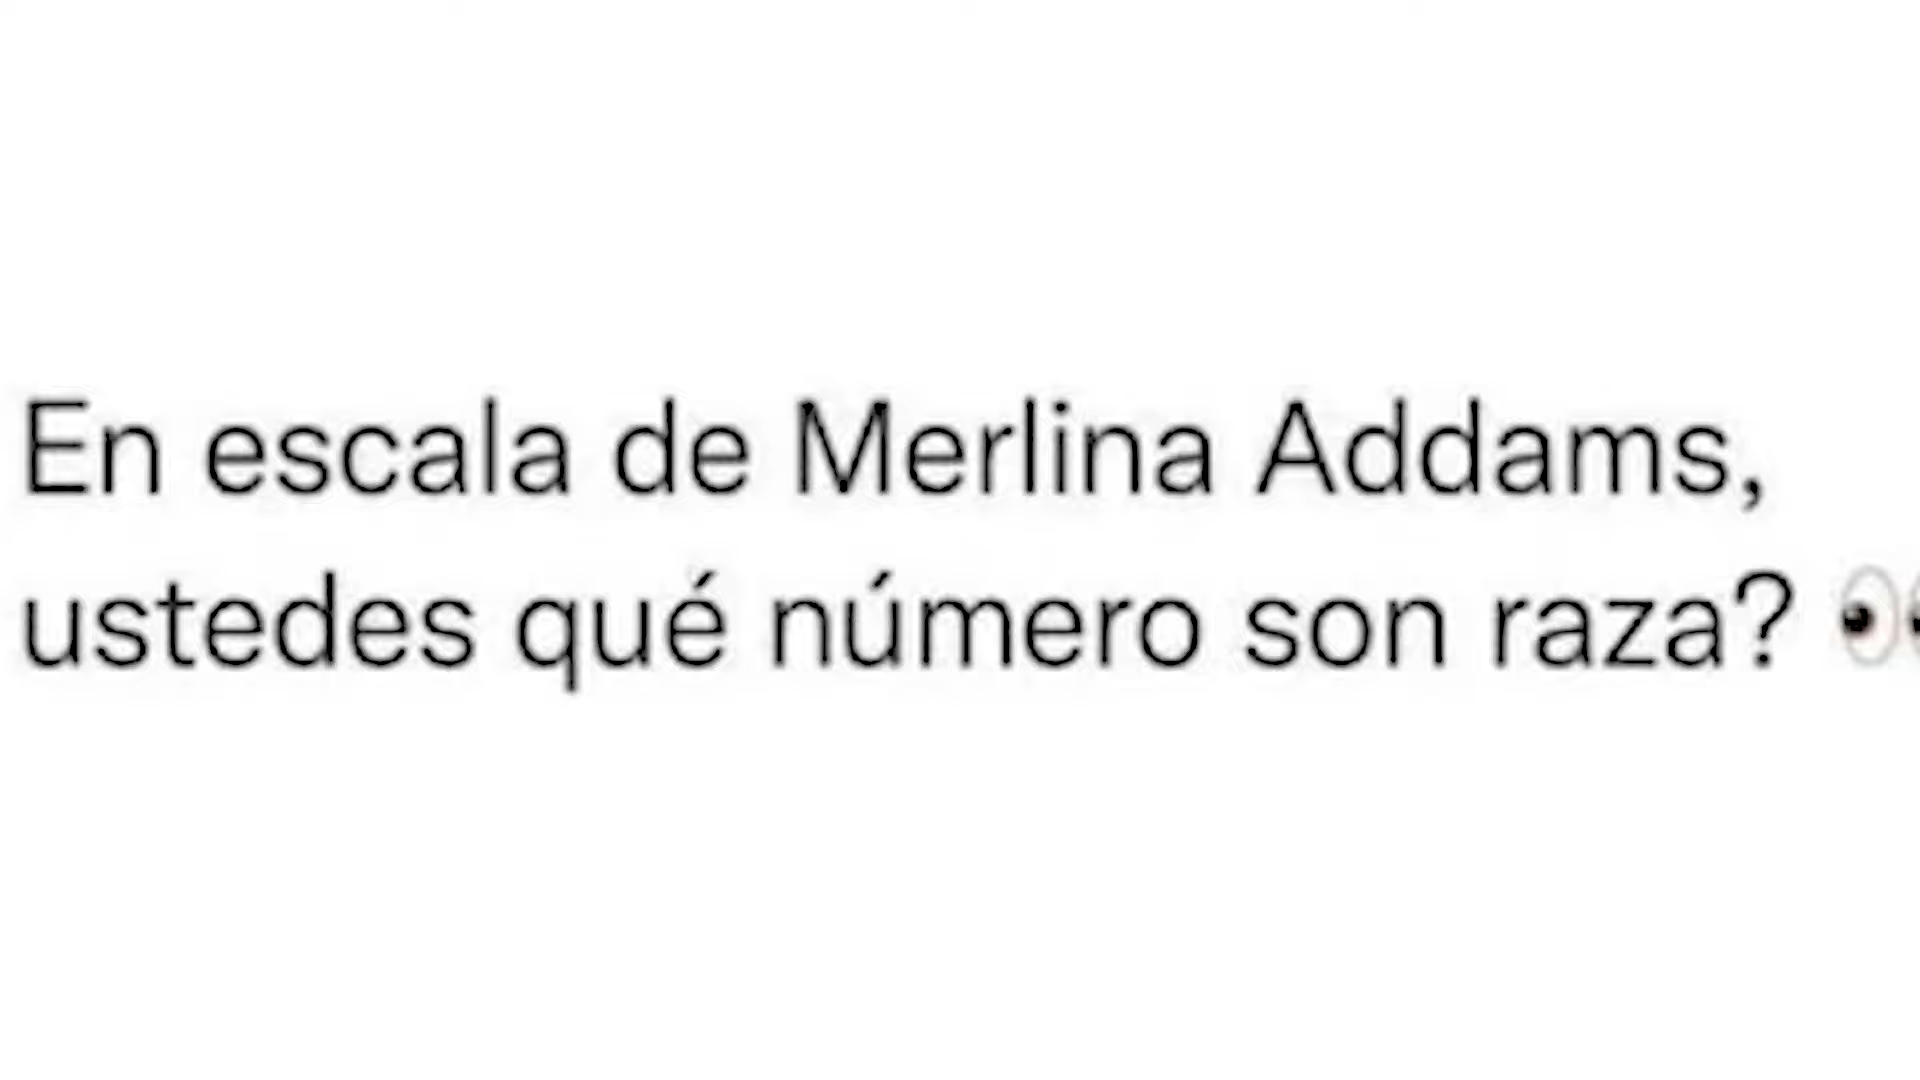 En escala de Merlina Addams,
ustedes qué número son raza? 👀